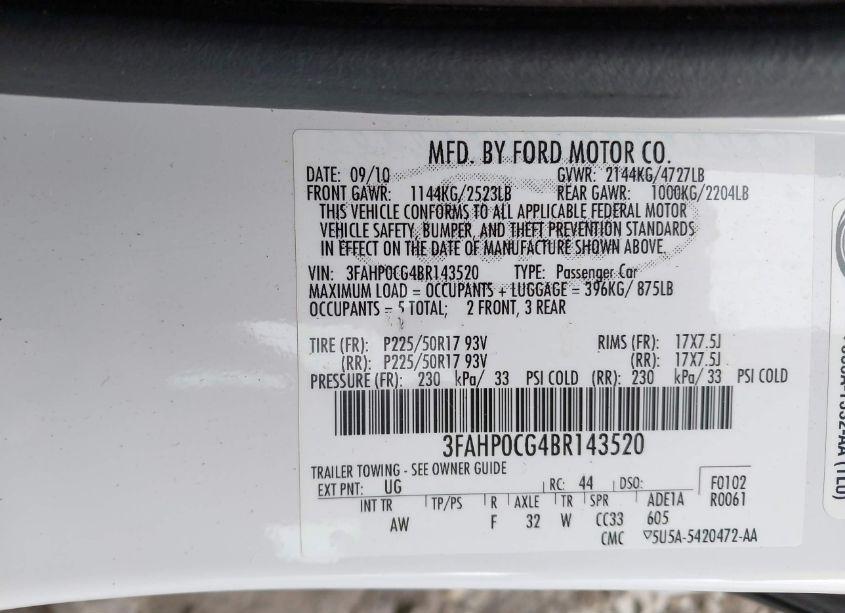 MFD. BY FORD MOTOR CO.
DATE: 09/10 GVWR: 2144KG/4727LB
FRONT GAWR: 1144KG/2523LB REAR GAWR: 1000KG/2204LB
THIS VEHICLE CONFORMS TO ALL APPLICABLE FEDERAL MOTOR
VEHICLE SAFETY, BUMPER, AND THEFT PREVENTION STANDARDS
IN EFFECT ON THE DATE OF MANUFACTURE SHOWN ABOVE.
VIN: 3FAHP0CG4BR143520 TYPE: Passenger Car
MAXIMUM LOAD = OCCUPANTS + LUGGAGE = 396KG/ 875LB
OCCUPANTS = 5 TOTAL; 2 FRONT, 3 REAR
TIRE (FR): P225/50R17 93V RIMS (FR): 17X7.5J
(RR): P225/50R17 93V (RR): 17X7.5J
PRESSURE (FR): 230 kPa/ 33 PSI COLD (RR): 230 kPa/ 33 PSI COLD
3FAHP0CG4BR143520
TRAILER TOWING - SEE OWNER GUIDE
EXT PNT: UG RC: 44 DSO: F0102
INT TR TP/PS R AXLE TR SPR ADE1A R0061
AW F 32 W CC33 605
CMC ▽5U5A-5420472-AA